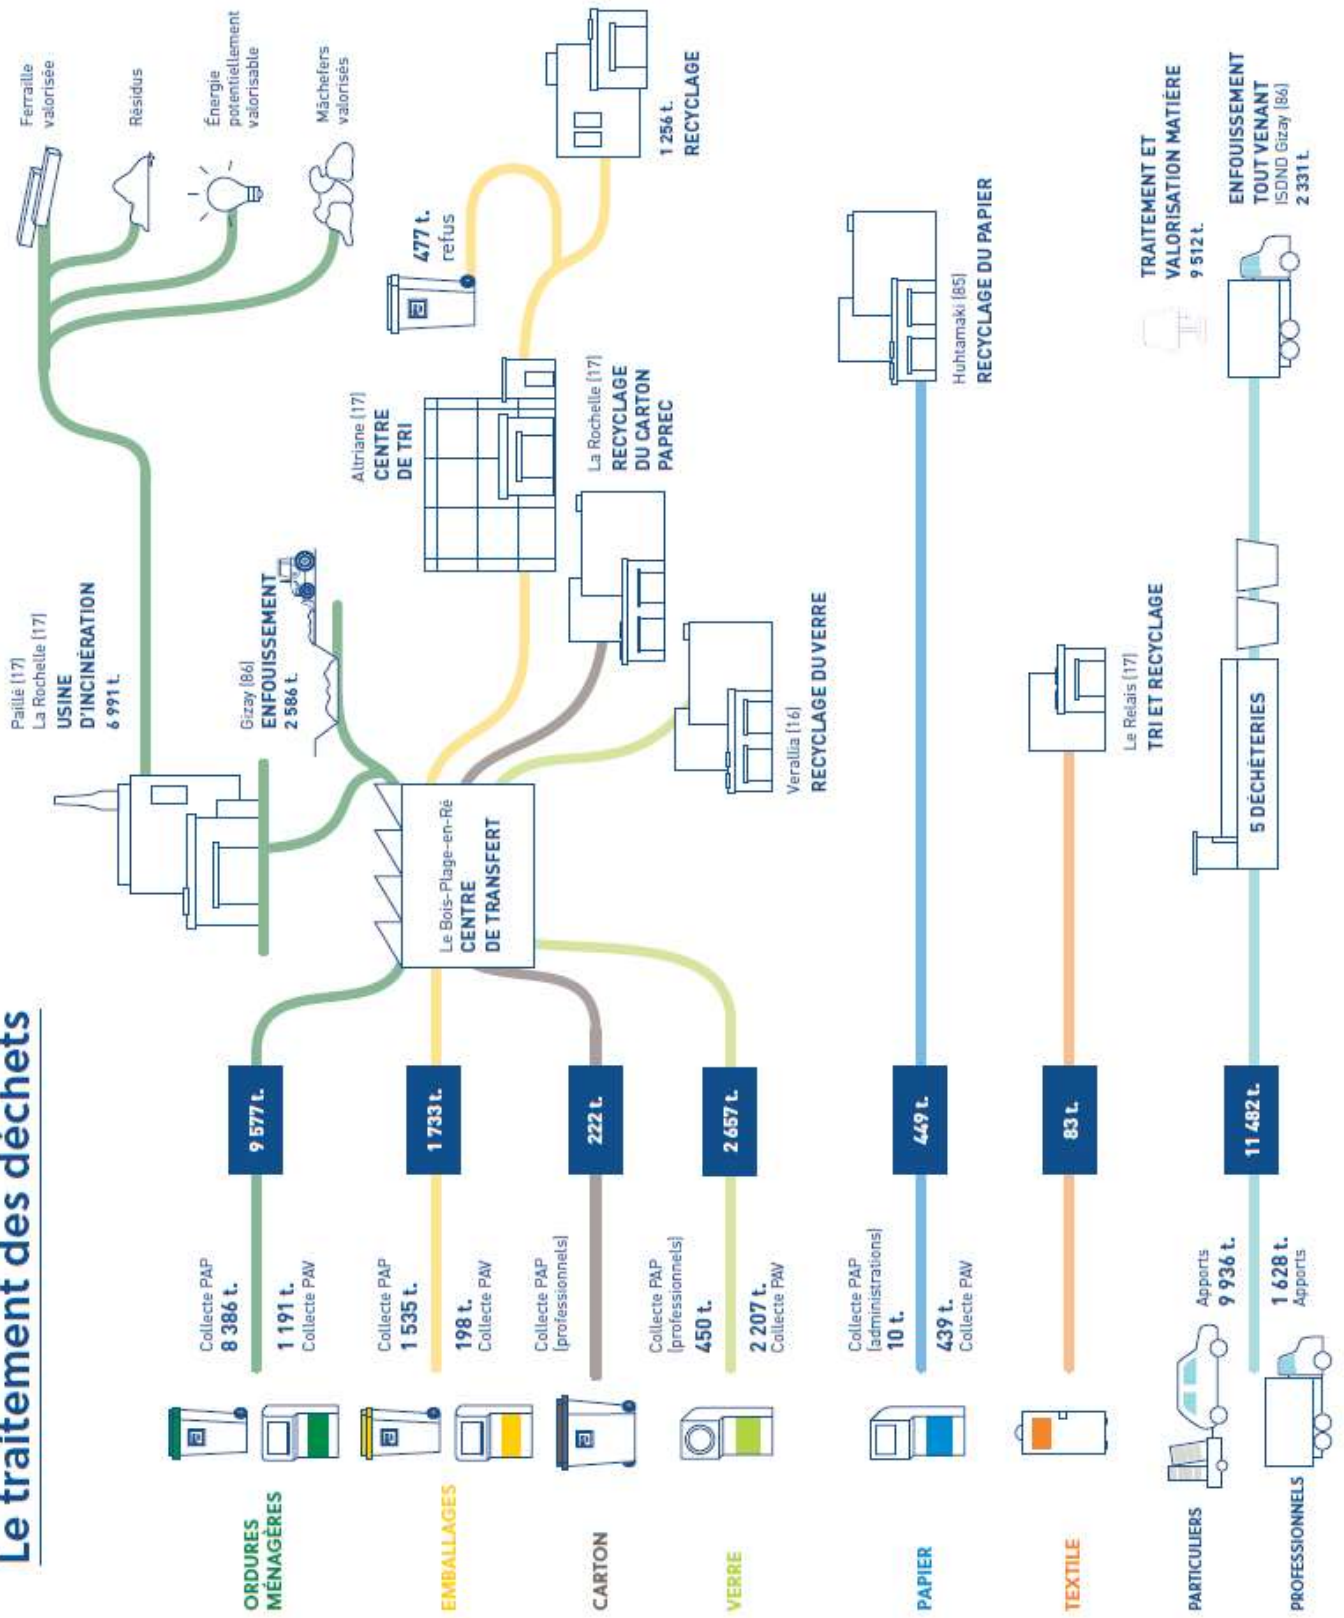 Le traitement des déchets
ORDURES
MÉNAGÈRES
Collecte PAP
8 386 t.
1 191 t.
Collecte PAV
9 577 t.
Paillé (17)
La Rochelle (17)
USINE
D'INCINÉRATION
6 991 t.
Ferraille
valorisée
Résidus
Énergie
potentiellement
valorisable
Mâchefers
valorisés
Gizay (86)
ENFOUISSEMENT
2 586 t.
EMBALLAGES
Collecte PAP
1 535 t.
198 t.
Collecte PAV
1 733 t.
Le Bois-Plage-en-Ré
CENTRE
DE TRANSFERT
Altriane (17)
CENTRE
DE TRI
477 t.
refus
1 256 t.
RECYCLAGE
CARTON
Collecte PAP
(professionnels)
222 t.
La Rochelle (17)
RECYCLAGE
DU CARTON
PAPREC
VERRE
Collecte PAP
(professionnels)
450 t.
2 207 t.
Collecte PAV
2 657 t.
Verallia (16)
RECYCLAGE DU VERRE
PAPIER
Collecte PAP
(administrations)
10 t.
439 t.
Collecte PAV
449 t.
Huhtamaki (85)
RECYCLAGE DU PAPIER
TEXTILE
83 t.
Le Relais (17)
TRI ET RECYCLAGE
PARTICULIERS
Apports
9 936 t.
PROFESSIONNELS
1 628 t.
Apports
11 482 t.
5 DÉCHÈTERIES
TRAITEMENT ET
VALORISATION MATIÈRE
9 512 t.
ENFOUISSEMENT
TOUT VENANT
ISDND Gizay (86)
2 331 t.